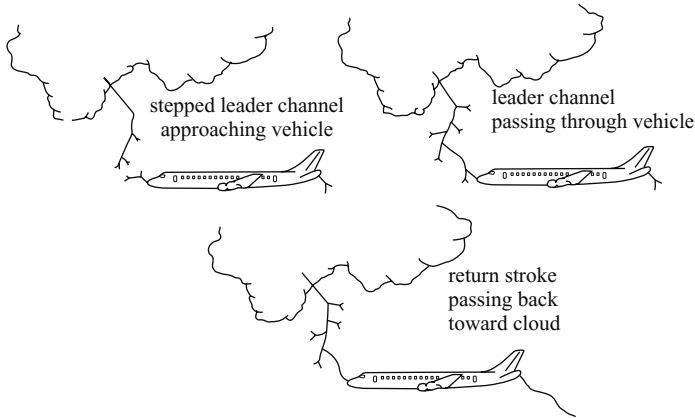 stepped leader channel
approaching vehicle
leader channel
passing through vehicle
return stroke
passing back
toward cloud